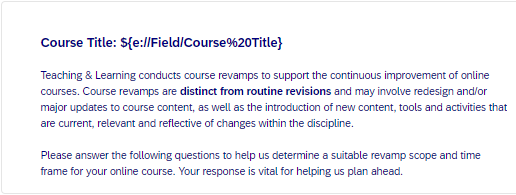 Course Title: ${e://Field/Course%20Title}
Teaching & Learning conducts course revamps to support the continuous improvement of online
courses. Course revamps are distinct from routine revisions and may involve redesign and/or
major updates to course content, as well as the introduction of new content, tools and activities that
are current, relevant and reflective of changes within the discipline.
Please answer the following questions to help us determine a suitable revamp scope and time
frame for your online course. Your response is vital for helping us plan ahead.